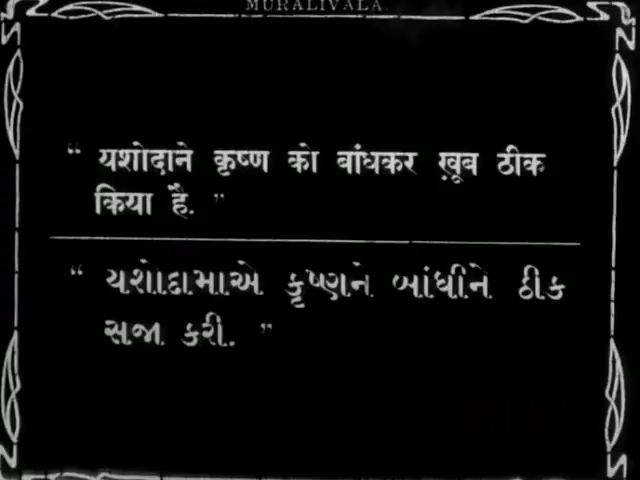 MURALIVALA.
" यशोदाने कृष्ण को बांधकर ख़ूब ठीक
किया है. "
" યશોદામાએ કૃષ્ણને બાંધીને ઠીક
સજા કરી. "